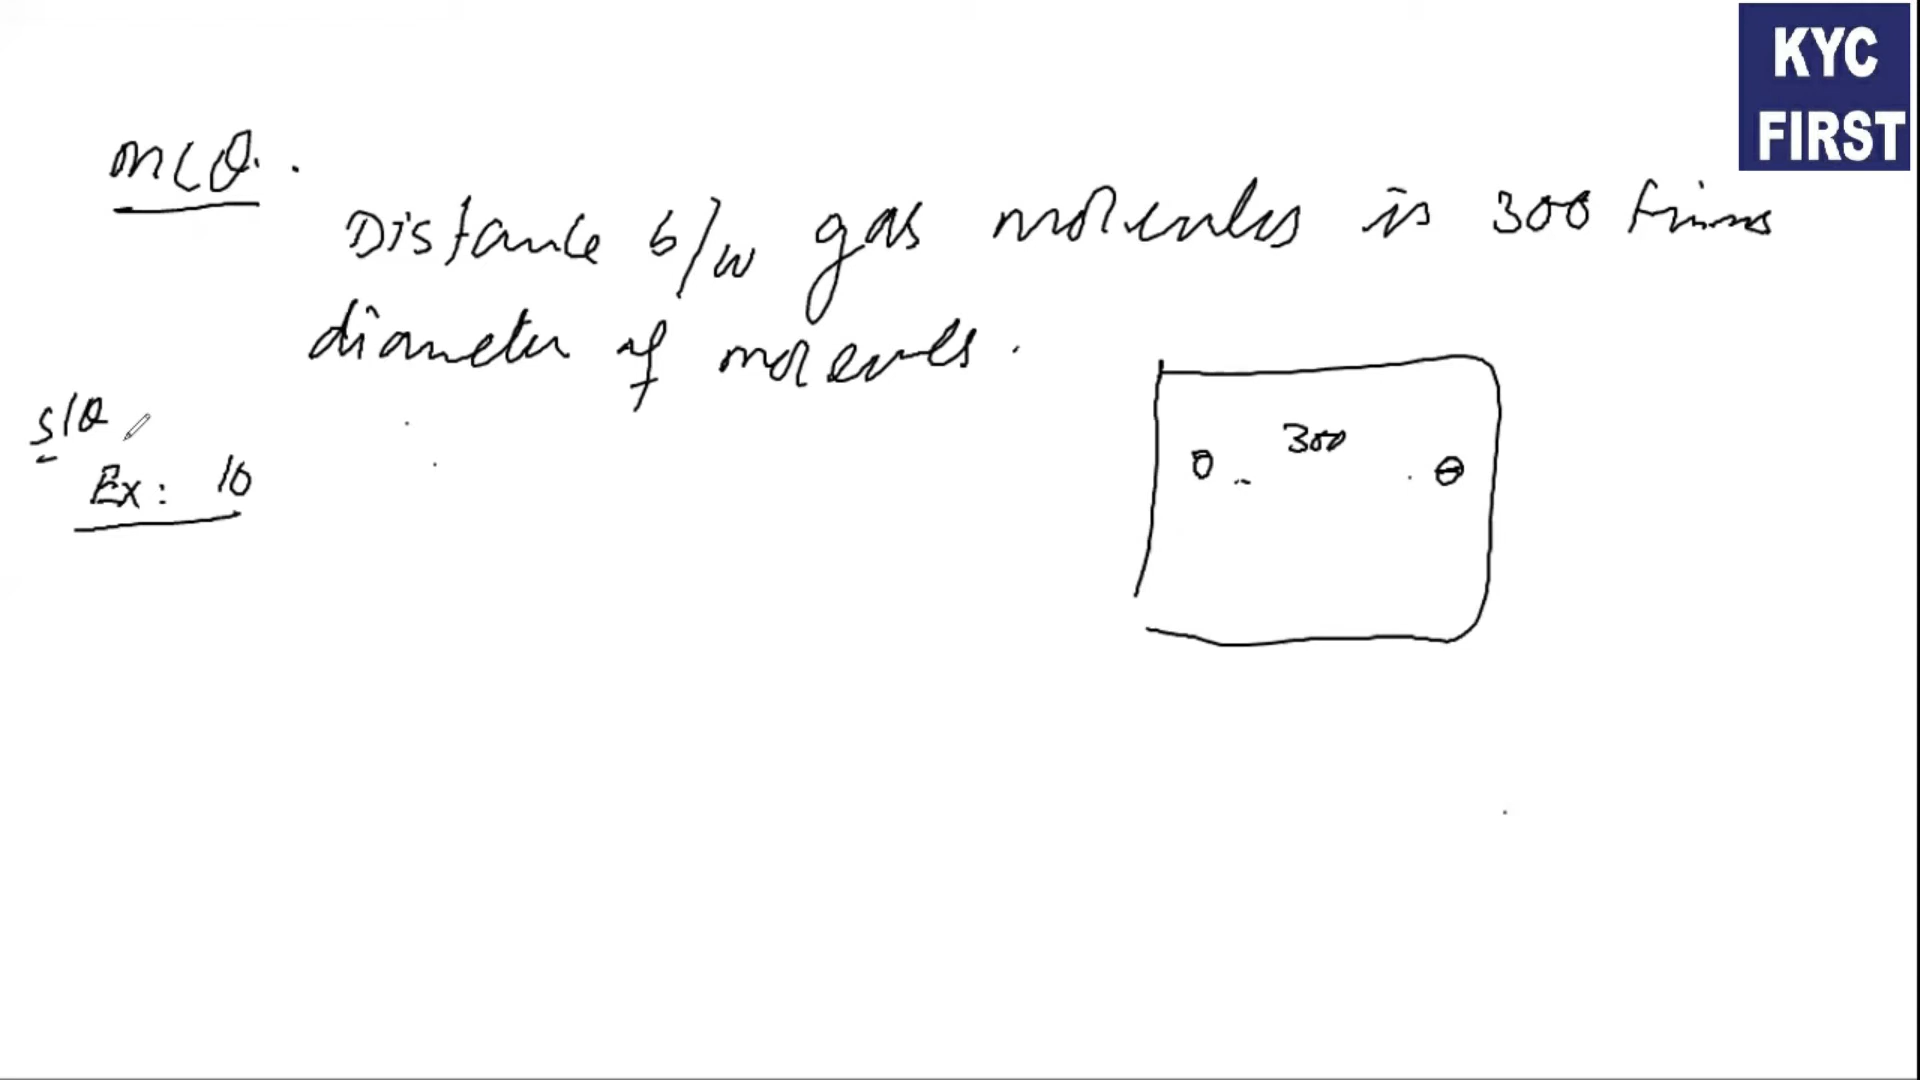 KYC
FIRST
MCQ.
Distance b/w gas molecules is 300 times
diameter of molecules.
S/Q
Ex: 10
300